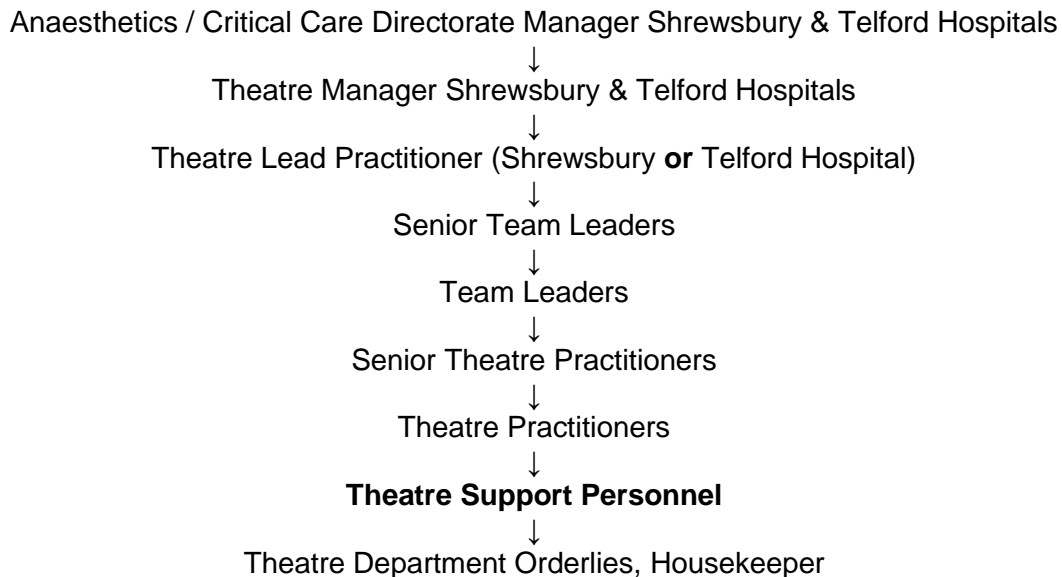 Anaesthetics / Critical Care Directorate Manager Shrewsbury & Telford Hospitals
↓
Theatre Manager Shrewsbury & Telford Hospitals
↓
Theatre Lead Practitioner (Shrewsbury or Telford Hospital)
↓
Senior Team Leaders
↓
Team Leaders
↓
Senior Theatre Practitioners
↓
Theatre Practitioners
↓
Theatre Support Personnel
↓
Theatre Department Orderlies, Housekeeper